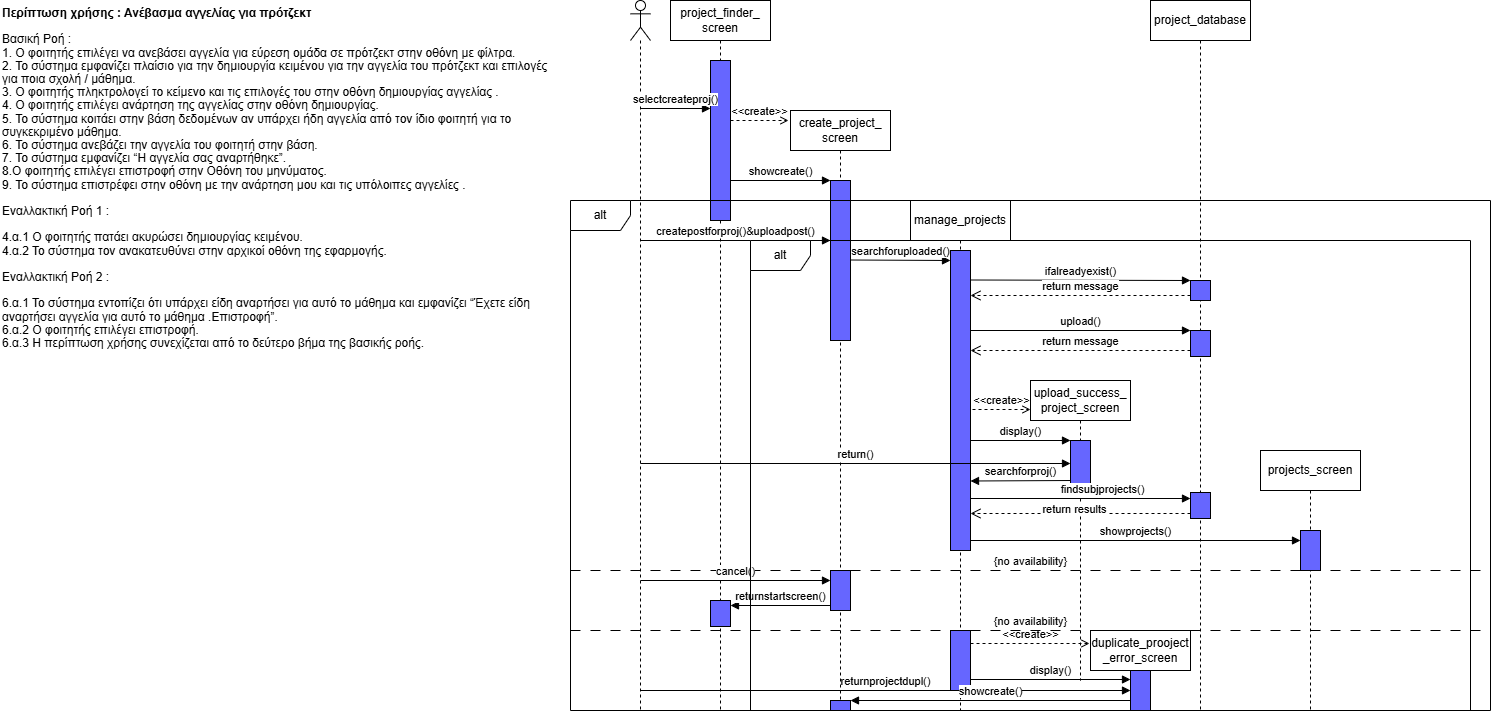 Περίπτωση χρήσης : Ανέβασμα αγγελίας για πρότζεκτ
Βασική Ροή :
1. Ο φοιτητής επιλέγει να ανεβάσει αγγελία για εύρεση ομάδα σε πρότζεκτ στην οθόνη με φίλτρα.
2. Το σύστημα εμφανίζει πλαίσιο για την δημιουργία κειμένου για την αγγελία του πρότζεκτ και επιλογές
για ποια σχολή / μάθημα.
3. Ο φοιτητής πληκτρολογεί το κείμενο και τις επιλογές του στην οθόνη δημιουργίας αγγελίας .
4. Ο φοιτητής επιλέγει ανάρτηση της αγγελίας στην οθόνη δημιουργίας.
5. Το σύστημα κοιτάει στην βάση δεδομένων αν υπάρχει ήδη αγγελία από τον ίδιο φοιτητή για το
συγκεκριμένο μάθημα.
6. Το σύστημα ανεβάζει την αγγελία του φοιτητή στην βάση.
7. Το σύστημα εμφανίζει “Η αγγελία σας αναρτήθηκε”.
8.Ο φοιτητής επιλέγει επιστροφή στην Οθόνη του μηνύματος.
9. Το σύστημα επιστρέφει στην οθόνη με την ανάρτηση μου και τις υπόλοιπες αγγελίες .
Εναλλακτική Ροή 1 :
4.α.1 Ο φοιτητής πατάει ακυρώσει δημιουργίας κειμένου.
4.α.2 Το σύστημα τον ανακατευθύνει στην αρχικοί οθόνη της εφαρμογής.
Εναλλακτική Ροή 2 :
6.α.1 Το σύστημα εντοπίζει ότι υπάρχει είδη αναρτήσει για αυτό το μάθημα και εμφανίζει “Έχετε είδη
αναρτήσει αγγελία για αυτό το μάθημα .Επιστροφή”.
6.α.2 Ο φοιτητής επιλέγει επιστροφή.
6.α.3 Η περίπτωση χρήσης συνεχίζεται από το δεύτερο βήμα της βασικής ροής.
project_finder_
screen
project_database
selectcreateproj()
<<create>>
create_project_
screen
showcreate()
alt
manage_projects
createpostforproj()&uploadpost()
alt
searchforuploaded()
ifalreadyexist()
return message
upload()
return message
<<create>>
upload_success_
project_screen
display()
return()
searchforproj()
projects_screen
findsubjprojects()
return results
showprojects()
{no availability}
cancel()
returnstartscreen()
{no availability}
<<create>>
duplicate_prooject
_error_screen
display()
returnprojectdupl()
showcreate()